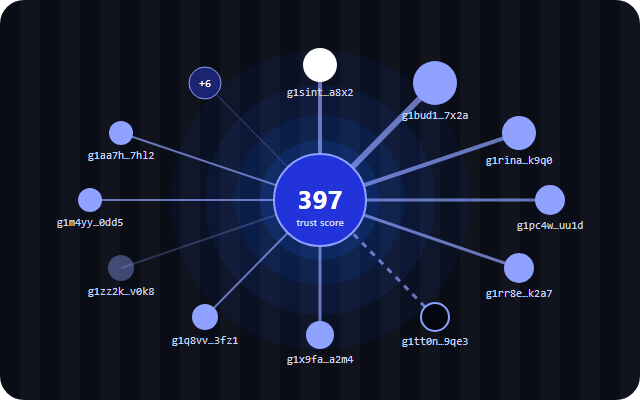 +6
g1sint…a8x2
g1bud1…7x2a
g1aa7h…7hl2
g1rina…k9q0
397
trust score
g1m4yy…0dd5
g1pc4w…uu1d
g1zz2k…v0k8
g1rr8e…k2a7
g1q8vv…3fz1
g1tt0n…9qe3
g1x9fa…a2m4